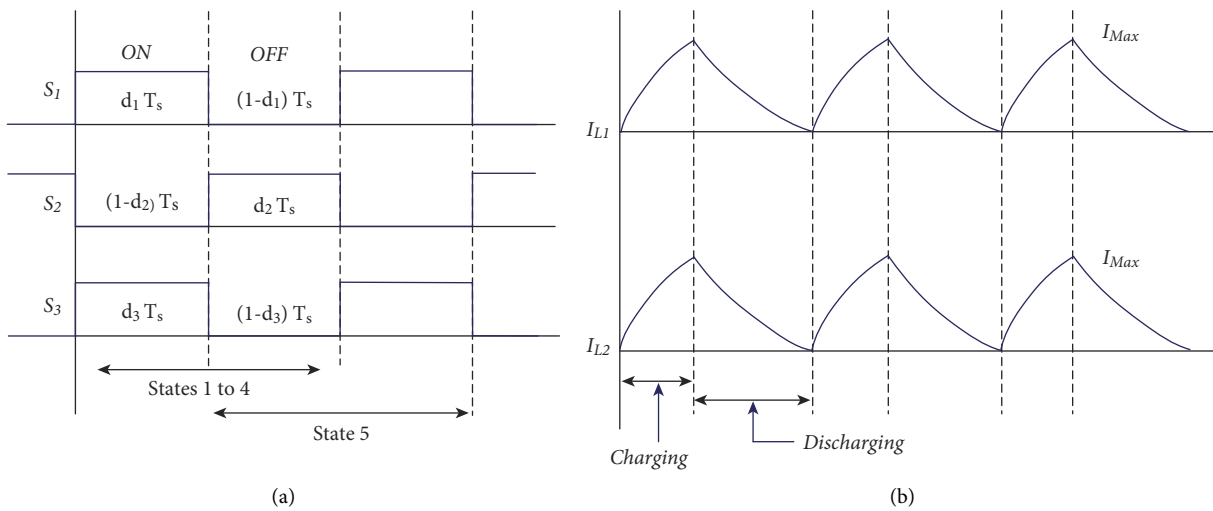 ON OFF
S1 d1 Ts (1-d1) Ts
S2 (1-d2) Ts d2 Ts
S3 d3 Ts (1-d3) Ts
States 1 to 4
State 5
(a)
IMax
IL1
IMax
IL2
Charging
Discharging
(b)